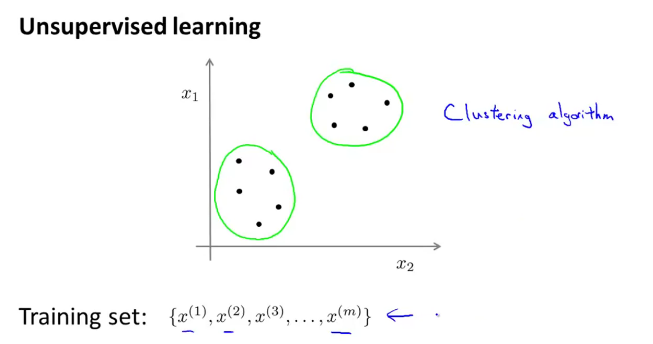 Unsupervised learning
x₁
Clustering algorithm
x₂
Training set: {x⁽¹⁾, x⁽²⁾, x⁽³⁾, . . . , x⁽ᵐ⁾} ←